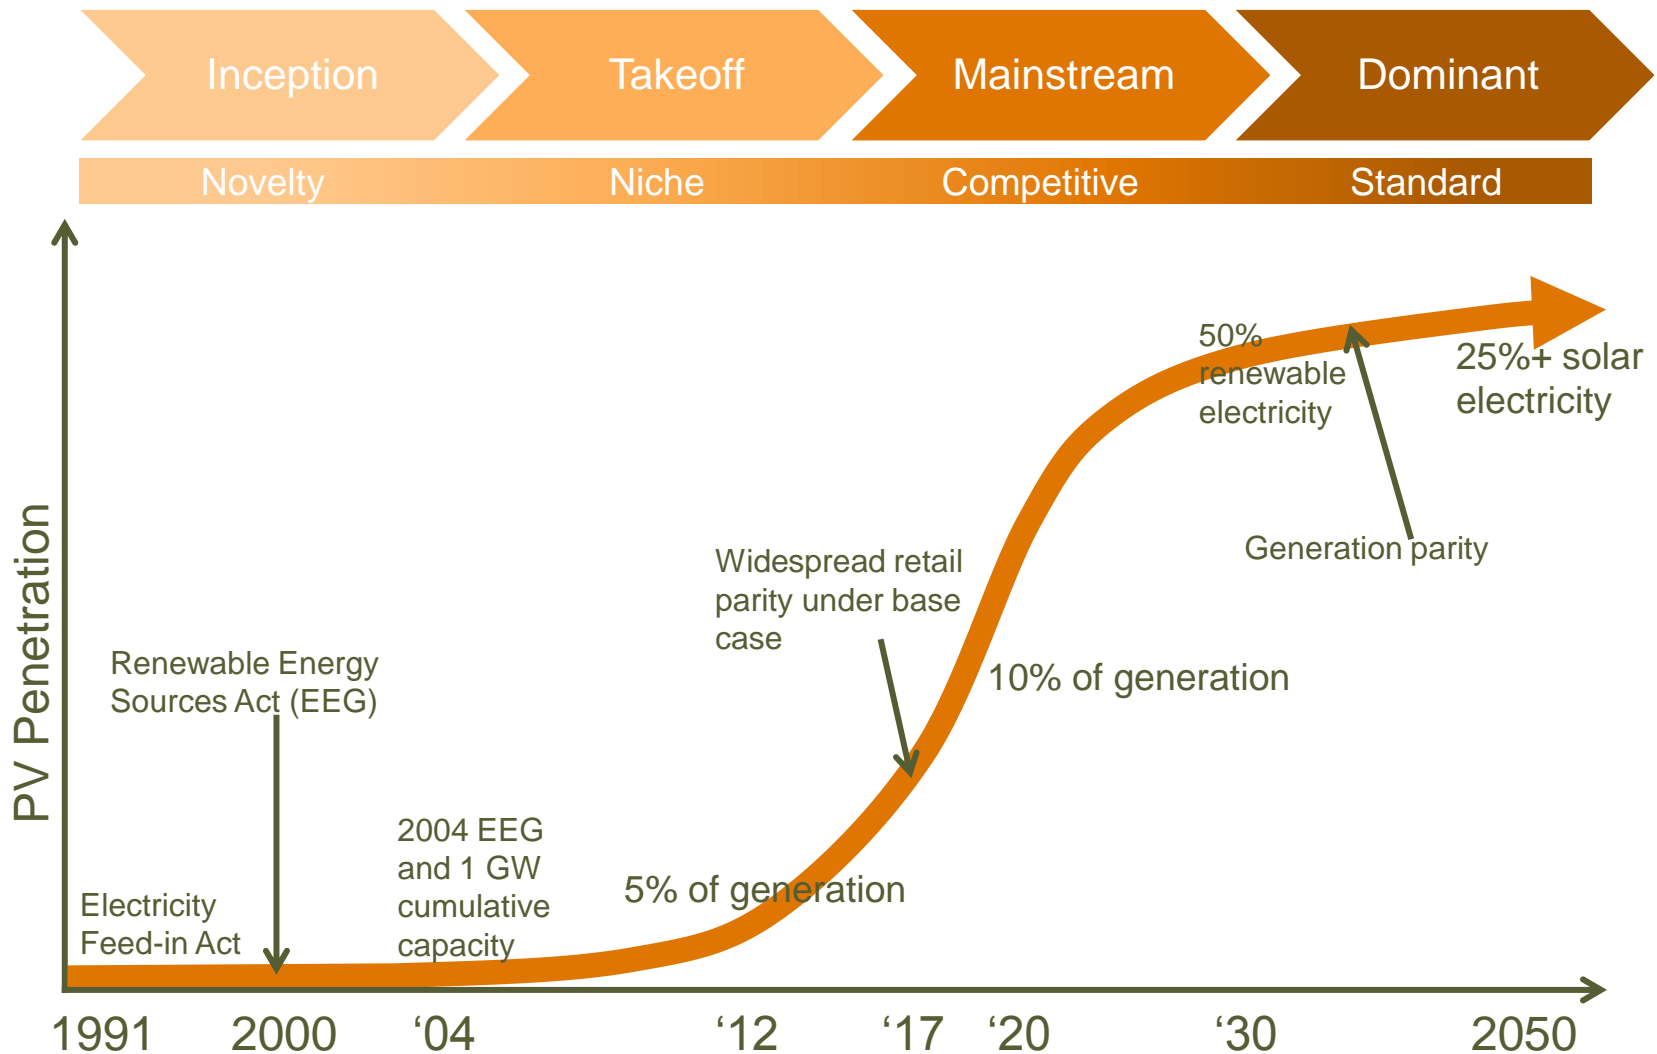 Inception
Takeoff
Mainstream
Dominant
Novelty
Niche
Competitive
Standard
PV Penetration
Electricity
Feed-in Act
Renewable Energy
Sources Act (EEG)
2004 EEG
and 1 GW
cumulative
capacity
5% of generation
Widespread retail
parity under base
case
10% of generation
50%
renewable
electricity
Generation parity
25%+ solar
electricity
1991
2000
‘04
‘12
‘17
‘20
‘30
2050